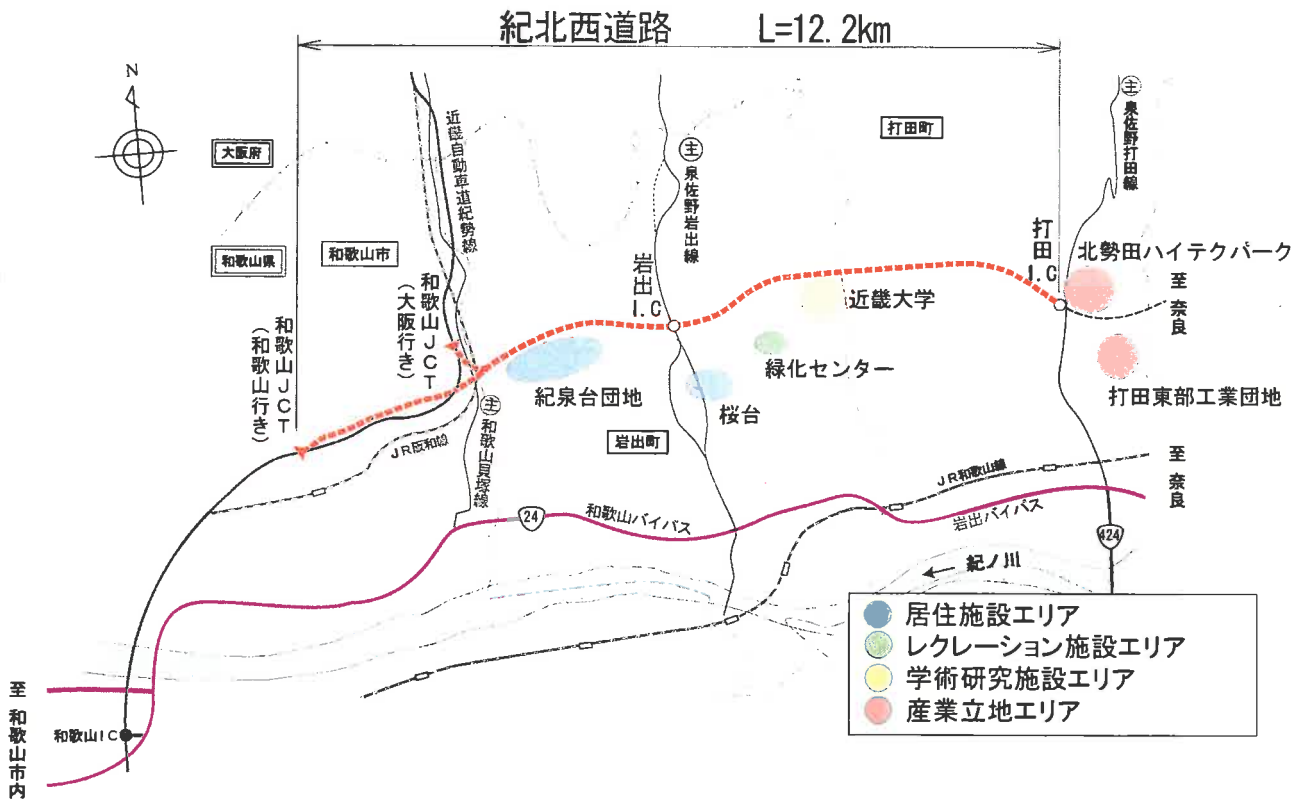 紀北西道路 L=12.2km
N
大阪府
和歌山県
和歌山市
近畿自動車道紀勢線
主 泉佐野岩出線
打田町
主 泉佐野打田線
和歌山JCT
(和歌山行き)
和歌山JCT
(大阪行き)
岩出
I.C
打田
I.C
北勢田ハイテクパーク
至 奈良
近畿大学
緑化センター
紀泉台団地
桜台
打田東部工業団地
岩出町
JR阪和線
主 和歌山貝塚線
24
和歌山バイパス
JR和歌山線
岩出バイパス
至 奈良
424
紀ノ川
居住施設エリア
レクレーション施設エリア
学術研究施設エリア
産業立地エリア
至 和歌山市内
和歌山IC